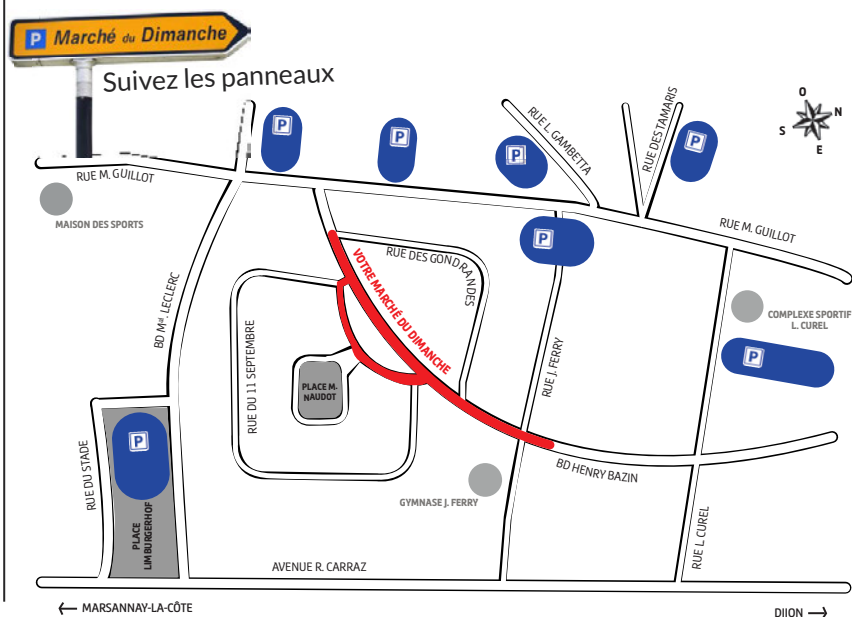 P Marché du Dimanche
Suivez les panneaux
O
N
S
E
P
P
P
P
RUE L. GAMBETTA
RUE DES TAMARIS
RUE M. GUILLOT
MAISON DES SPORTS
RUE M. GUILLOT
P
RUE DES GONDRANDES
VOTRE MARCHÉ DU DIMANCHE
BD Mal LECLERC
COMPLEXE SPORTIF
L. CUREL
P
RUE DU 11 SEPTEMBRE
RUE J. FERRY
PLACE M.
NAUDOT
P
RUE DU STADE
PLACE
LIMBURGERHOF
BD HENRY BAZIN
GYMNASE J. FERRY
RUE L CUREL
AVENUE R. CARRAZ
← MARSANNAY-LA-CÔTE
DIJON →